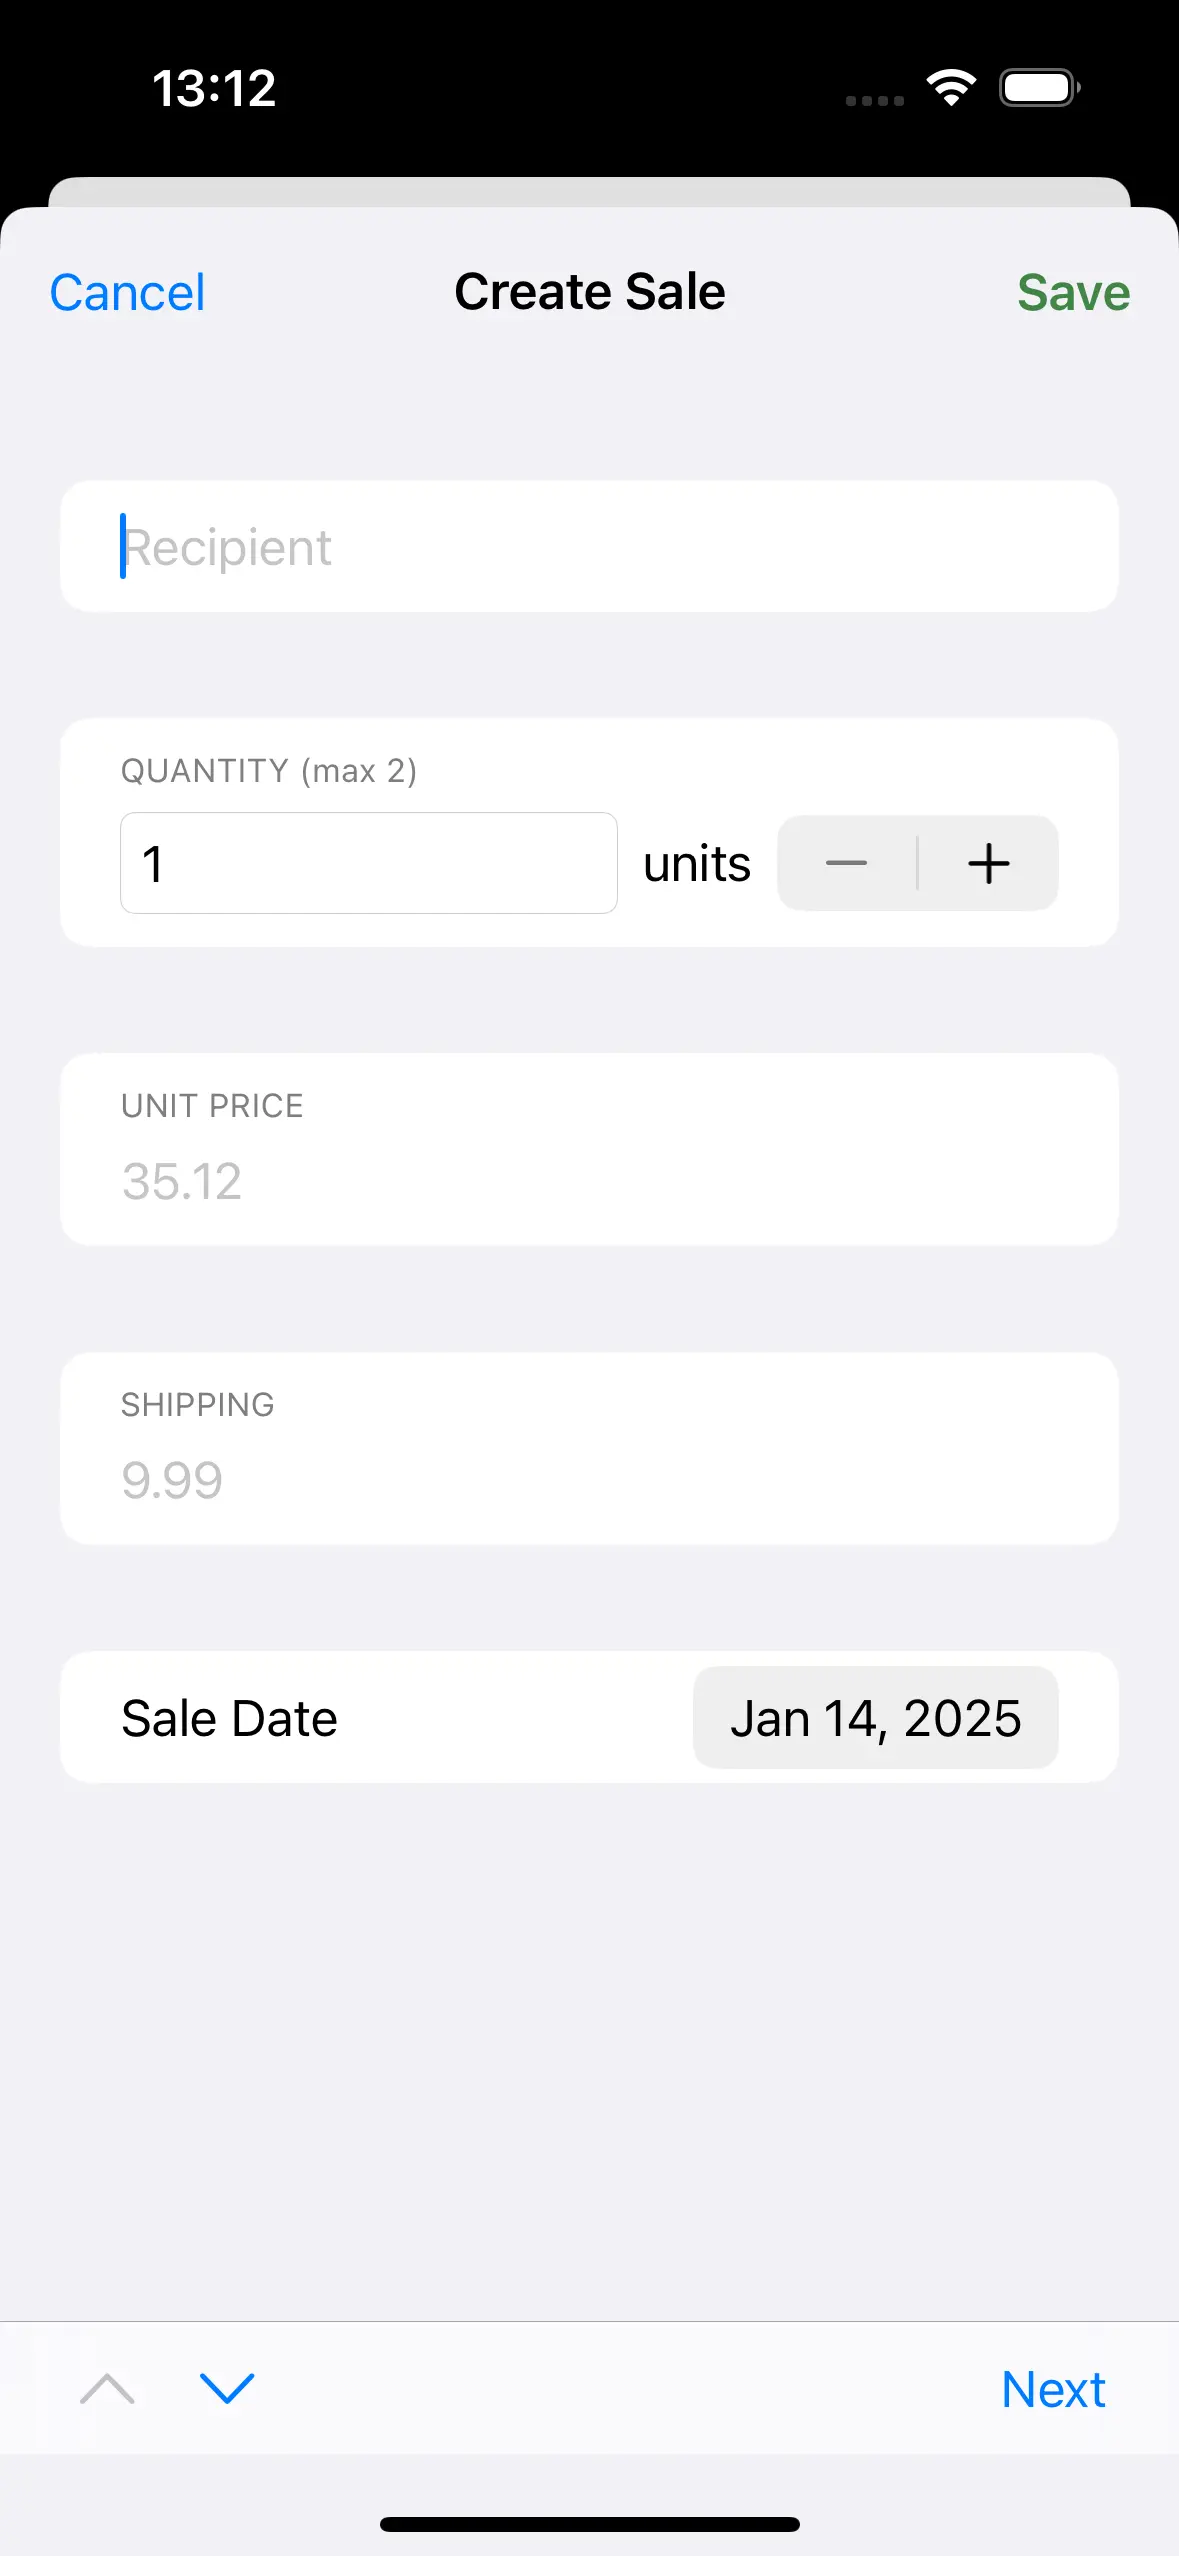 13:12
Cancel Create Sale Save
Recipient
QUANTITY (max 2)
1 units
UNIT PRICE
35.12
SHIPPING
9.99
Sale Date Jan 14, 2025
Next